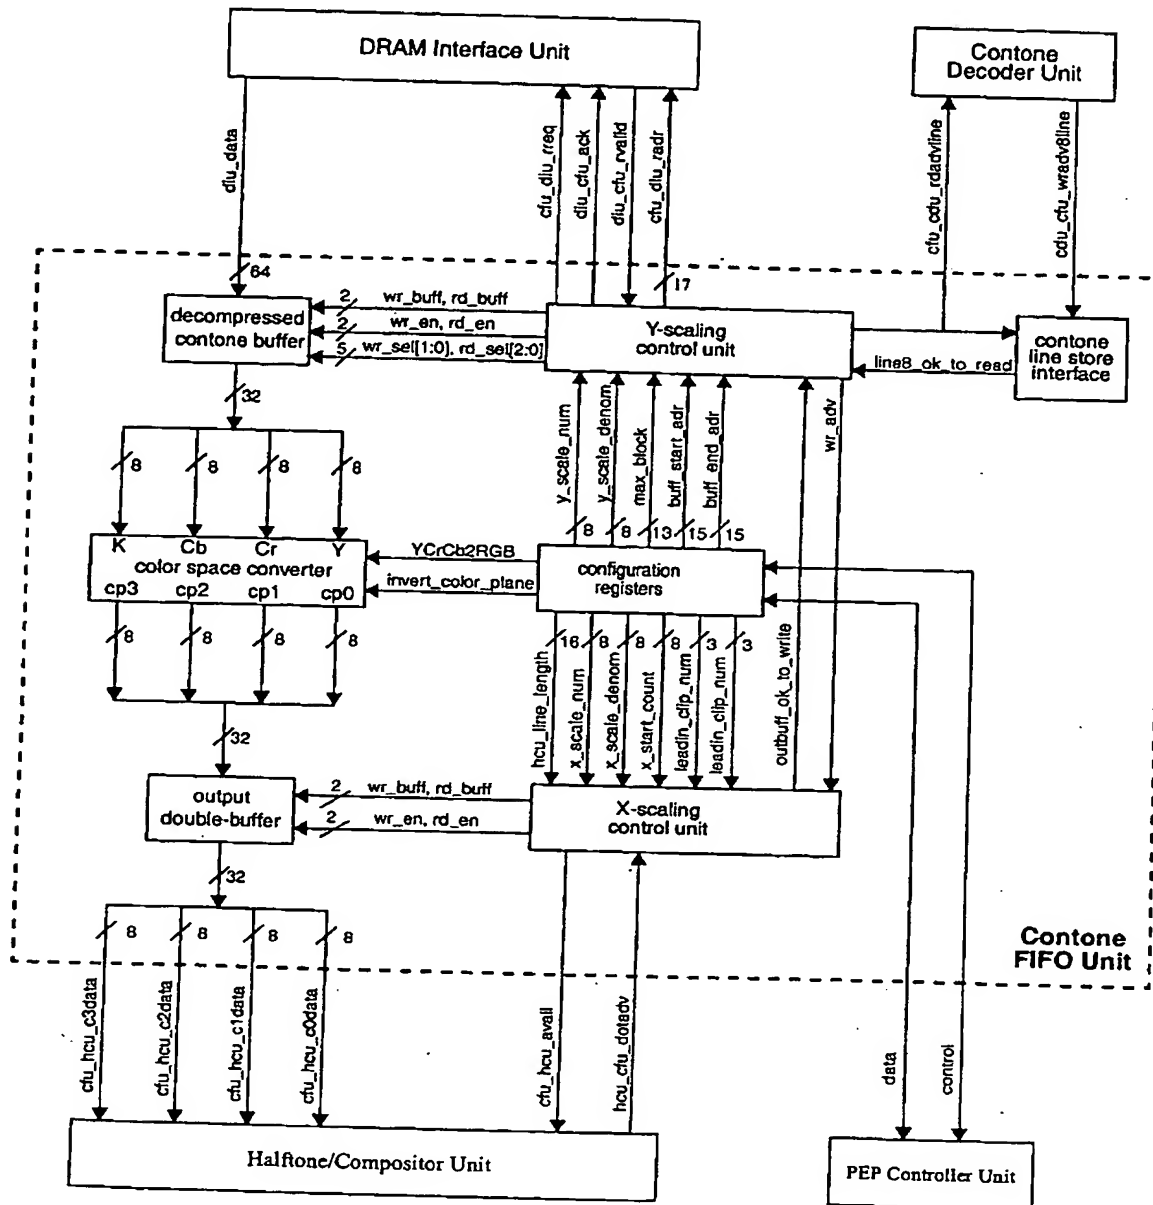 DRAM Interface Unit
Contone
Decoder Unit
diu_data
cfu_diu_rreq
diu_cfu_ack
diu_cfu_rvalid
cfu_diu_radr
cfu_cdu_rdadvline
cdu_cfu_wradv8line
64
17
decompressed
contone buffer
2
wr_buff, rd_buff
2
wr_en, rd_en
5
wr_sel[1:0], rd_sel[2:0]
Y-scaling
control unit
line8_ok_to_read
contone
line store
interface
32
8
8
8
8
y_scale_num
y_scale_denom
max_block
buff_start_adr
buff_end_adr
wr_adv
8
8
13
15
15
K
Cb
Cr
Y
color space converter
cp3
cp2
cp1
cp0
YCrCb2RGB
invert_color_plane
configuration
registers
8
8
8
8
16
8
8
8
3
3
hcu_line_length
x_scale_num
x_scale_denom
x_start_count
leadin_clip_num
leadin_clip_num
outbuff_ok_to_write
32
output
double-buffer
2
wr_buff, rd_buff
2
wr_en, rd_en
X-scaling
control unit
32
8
8
8
8
Contone
FIFO Unit
cfu_hcu_c3data
cfu_hcu_c2data
cfu_hcu_c1data
cfu_hcu_c0data
cfu_hcu_avail
hcu_cfu_dotadv
data
control
Halftone/Compositor Unit
PEP Controller Unit